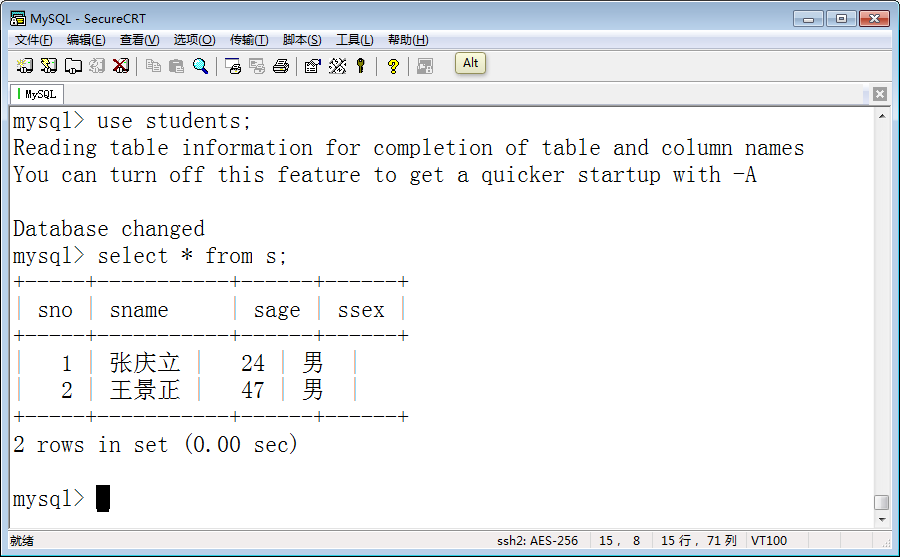 MySQL - SecureCRT
文件(F) 编辑(E) 查看(V) 选项(O) 传输(T) 脚本(S) 工具(L) 帮助(H)
Alt
MySQL
mysql> use students;
Reading table information for completion of table and column names
You can turn off this feature to get a quicker startup with -A
Database changed
mysql> select * from s;
+-----+-----------+------+------+
| sno | sname     | sage | ssex |
+-----+-----------+------+------+
|   1 | 张庆立 |   24 | 男  |
|   2 | 王景正 |   47 | 男  |
+-----+-----------+------+------+
2 rows in set (0.00 sec)
mysql>
就绪 ssh2: AES-256 15, 8 15 行, 71 列 VT100